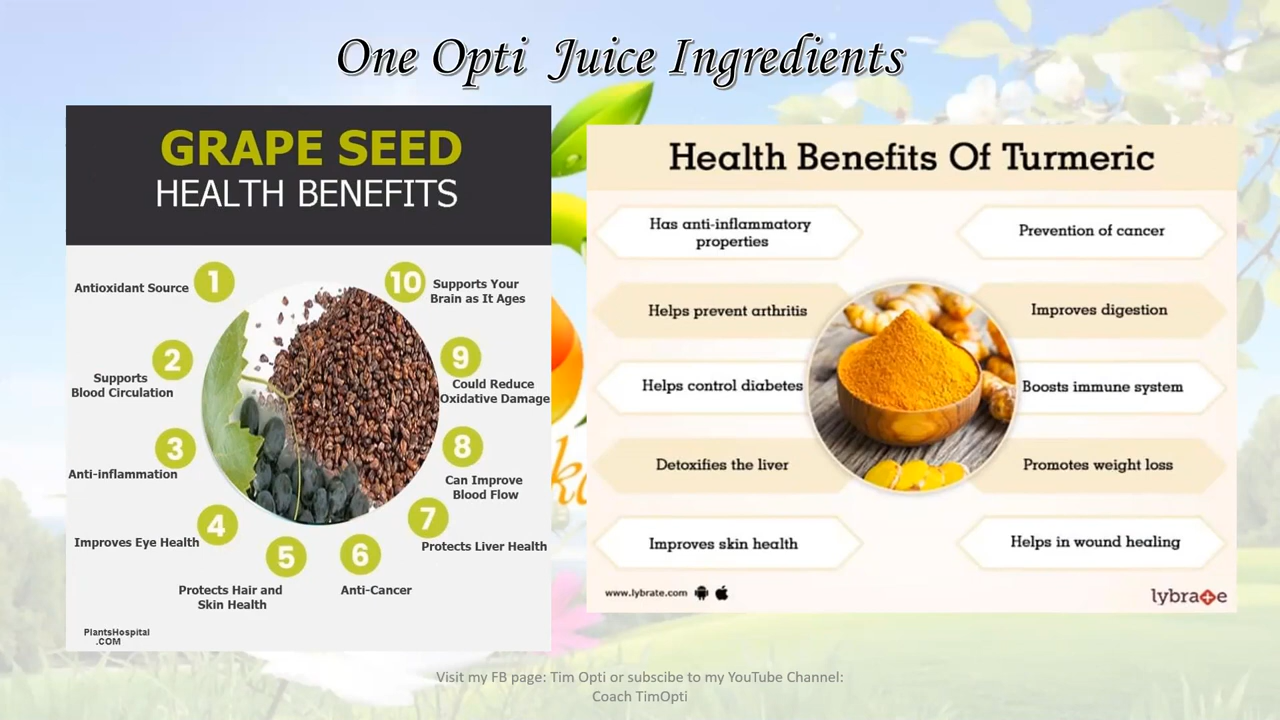 One Opti Juice Ingredients
GRAPE SEED
HEALTH BENEFITS
1
Antioxidant Source
2
Supports
Blood Circulation
3
Anti-inflammation
4
Improves Eye Health
5
Protects Hair and
Skin Health
6
Anti-Cancer
7
Protects Liver Health
8
Can Improve
Blood Flow
9
Could Reduce
Oxidative Damage
10
Supports Your
Brain as It Ages
PlantsHospital
.COM
Health Benefits Of Turmeric
Has anti-inflammatory
properties
Prevention of cancer
Helps prevent arthritis
Improves digestion
Helps control diabetes
Boosts immune system
Detoxifies the liver
Promotes weight loss
Improves skin health
Helps in wound healing
www.lybrate.com
lybrate
Visit my FB page: Tim Opti or subscibe to my YouTube Channel:
Coach TimOpti